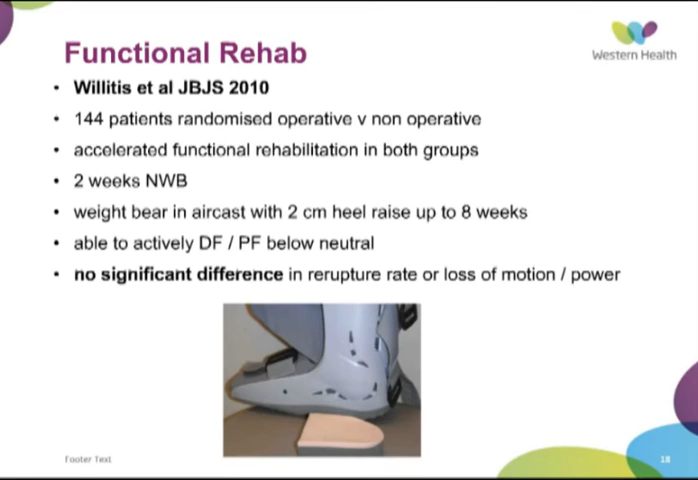 Functional Rehab
Western Health
• Willitis et al JBJS 2010
• 144 patients randomised operative v non operative
• accelerated functional rehabilitation in both groups
• 2 weeks NWB
• weight bear in aircast with 2 cm heel raise up to 8 weeks
• able to actively DF / PF below neutral
• no significant difference in rerupture rate or loss of motion / power
Footer Text
18